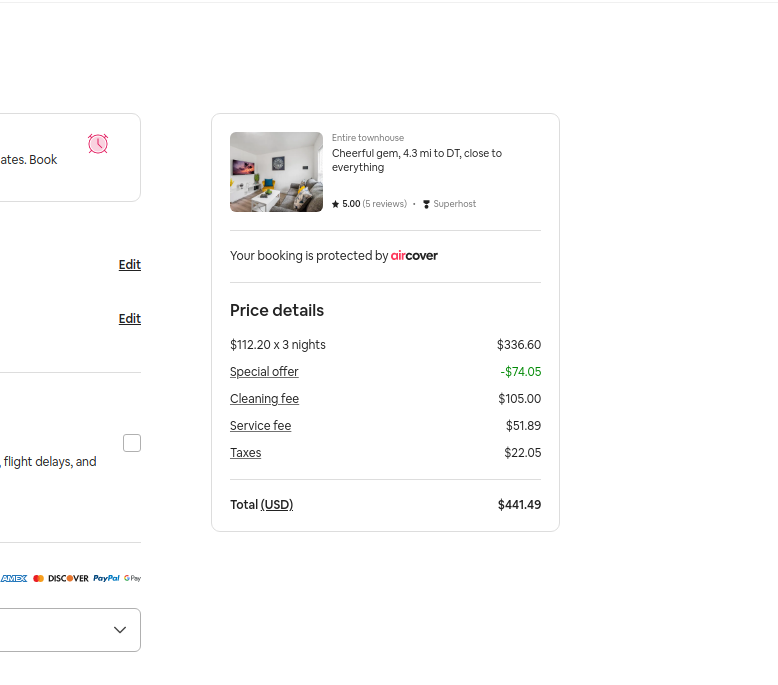 ates. Book
Edit
Edit
, flight delays, and
AMEX DISCOVER PayPal G Pay
Entire townhouse
Cheerful gem, 4.3 mi to DT, close to
everything
5.00 (5 reviews) · Superhost
Your booking is protected by aircover
Price details
$112.20 x 3 nights $336.60
Special offer -$74.05
Cleaning fee $105.00
Service fee $51.89
Taxes $22.05
Total (USD) $441.49